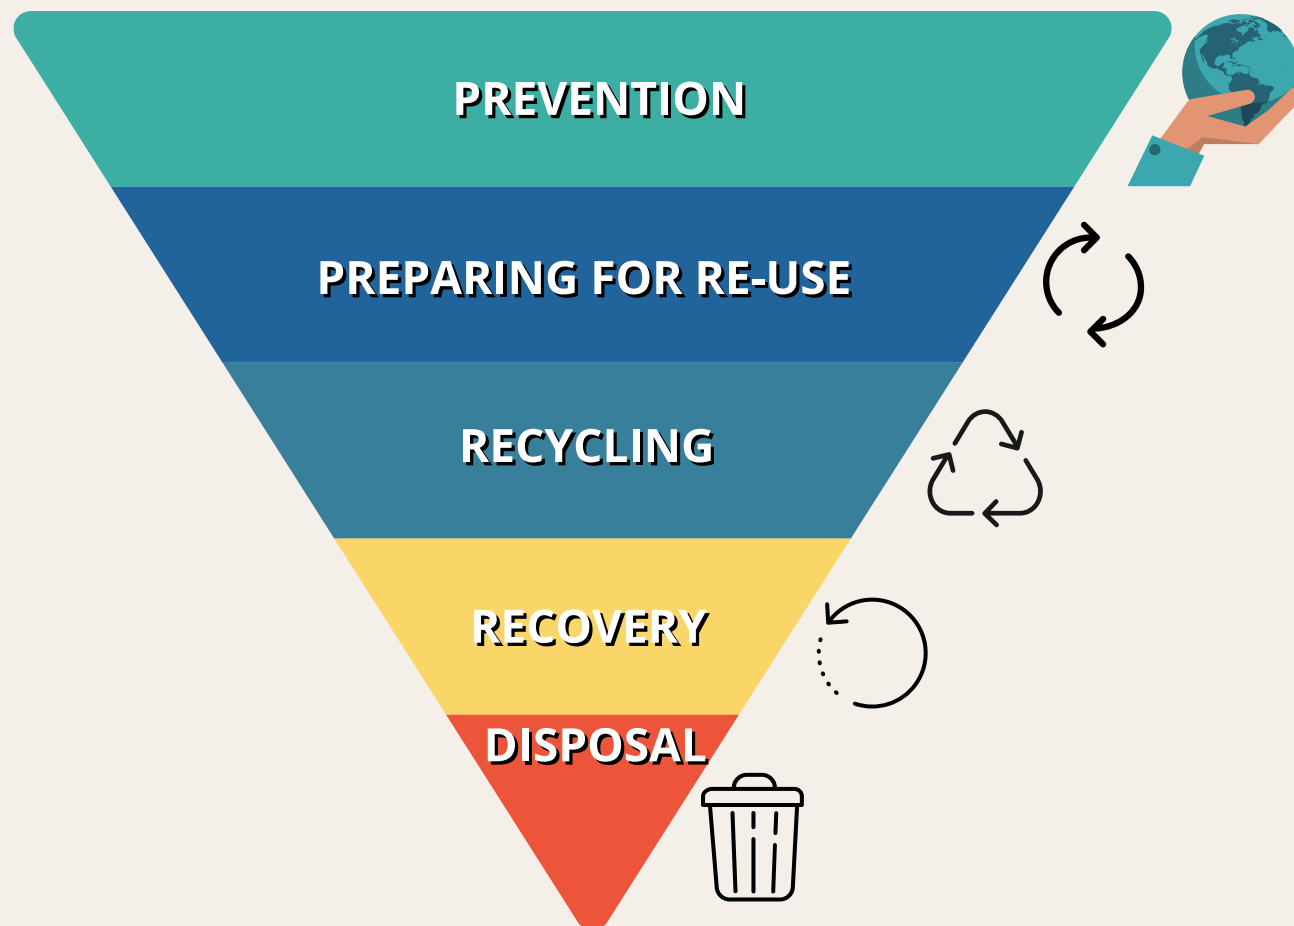 PREVENTION
PREPARING FOR RE-USE
RECYCLING
RECOVERY
DISPOSAL